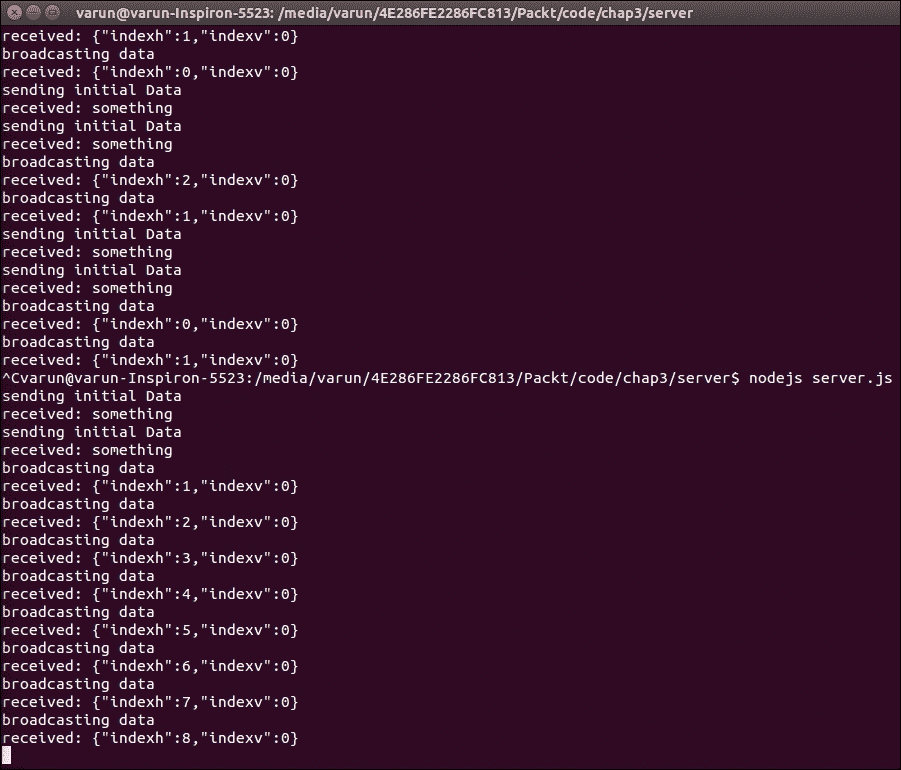 varun@varun-Inspiron-5523: /media/varun/4E286FE2286FC813/Packt/code/chap3/server
received: {"indexh":1,"indexv":0}
broadcasting data
received: {"indexh":0,"indexv":0}
sending initial Data
received: something
sending initial Data
received: something
broadcasting data
received: {"indexh":2,"indexv":0}
broadcasting data
received: {"indexh":1,"indexv":0}
sending initial Data
received: something
sending initial Data
received: something
broadcasting data
received: {"indexh":0,"indexv":0}
broadcasting data
received: {"indexh":1,"indexv":0}
^Cvarun@varun-Inspiron-5523:/media/varun/4E286FE2286FC813/Packt/code/chap3/server$ nodejs server.js
sending initial Data
received: something
sending initial Data
received: something
broadcasting data
received: {"indexh":1,"indexv":0}
broadcasting data
received: {"indexh":2,"indexv":0}
broadcasting data
received: {"indexh":3,"indexv":0}
broadcasting data
received: {"indexh":4,"indexv":0}
broadcasting data
received: {"indexh":5,"indexv":0}
broadcasting data
received: {"indexh":6,"indexv":0}
broadcasting data
received: {"indexh":7,"indexv":0}
broadcasting data
received: {"indexh":8,"indexv":0}